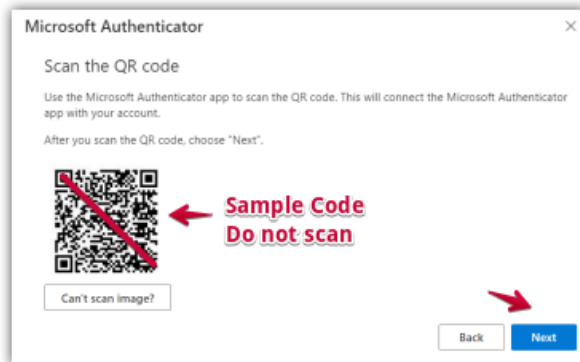 Microsoft Authenticator
Scan the QR code
Use the Microsoft Authenticator app to scan the QR code. This will connect the Microsoft Authenticator
app with your account.
After you scan the QR code, choose "Next".
Sample Code
Do not scan
Can't scan image?
Back
Next